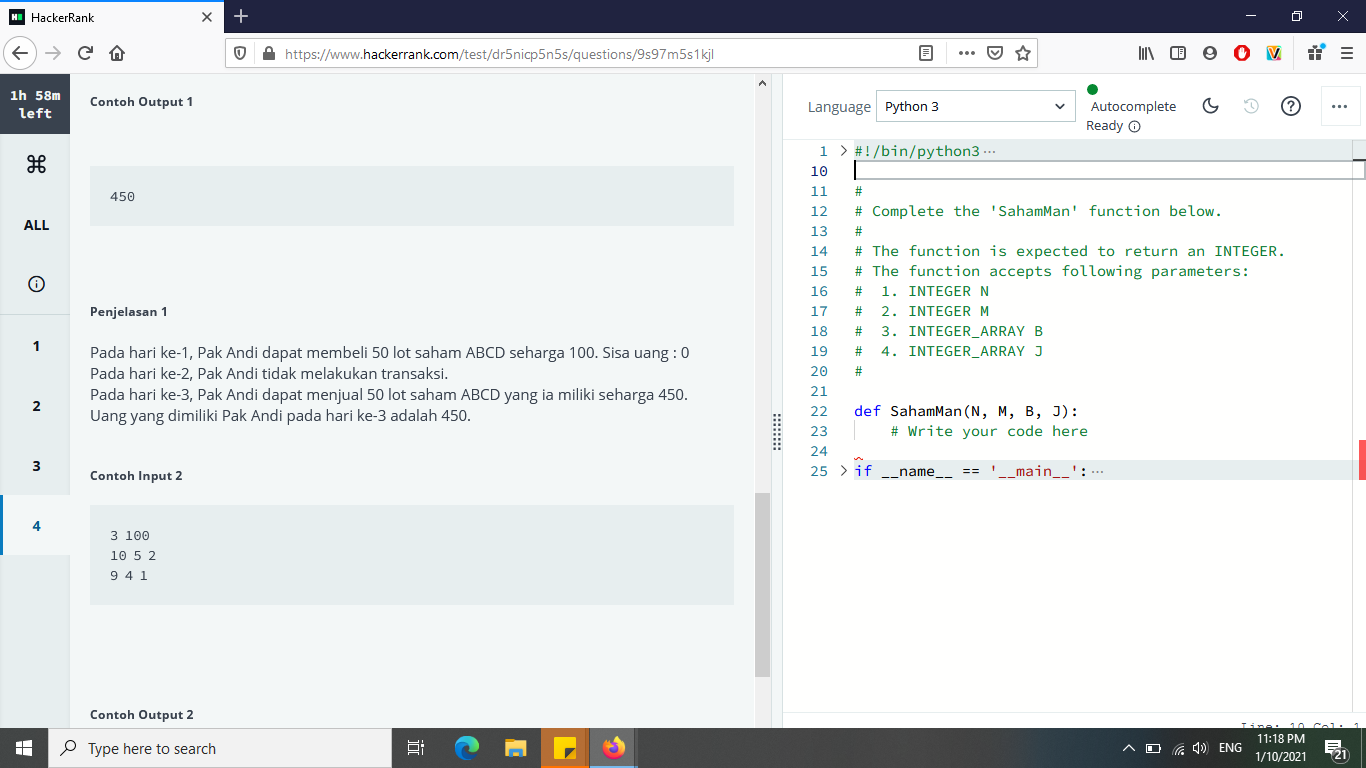 HackerRank
https://www.hackerrank.com/test/dr5nicp5n5s/questions/9s97m5s1kjl
1h 58m
left
ALL
1
2
3
4
Contoh Output 1
450
Penjelasan 1
Pada hari ke-1, Pak Andi dapat membeli 50 lot saham ABCD seharga 100. Sisa uang : 0
Pada hari ke-2, Pak Andi tidak melakukan transaksi.
Pada hari ke-3, Pak Andi dapat menjual 50 lot saham ABCD yang ia miliki seharga 450.
Uang yang dimiliki Pak Andi pada hari ke-3 adalah 450.
Contoh Input 2
3 100
10 5 2
9 4 1
Contoh Output 2
Language Python 3
Autocomplete
Ready
1 #!/bin/python3 ...
10
11 #
12 # Complete the 'SahamMan' function below.
13 #
14 # The function is expected to return an INTEGER.
15 # The function accepts following parameters:
16 #  1. INTEGER N
17 #  2. INTEGER M
18 #  3. INTEGER_ARRAY B
19 #  4. INTEGER_ARRAY J
20 #
21
22 def SahamMan(N, M, B, J):
23     # Write your code here
24
25 if __name__ == '__main__': ...
Line: 10 Col: 1
Type here to search
ENG
11:18 PM
1/10/2021
21